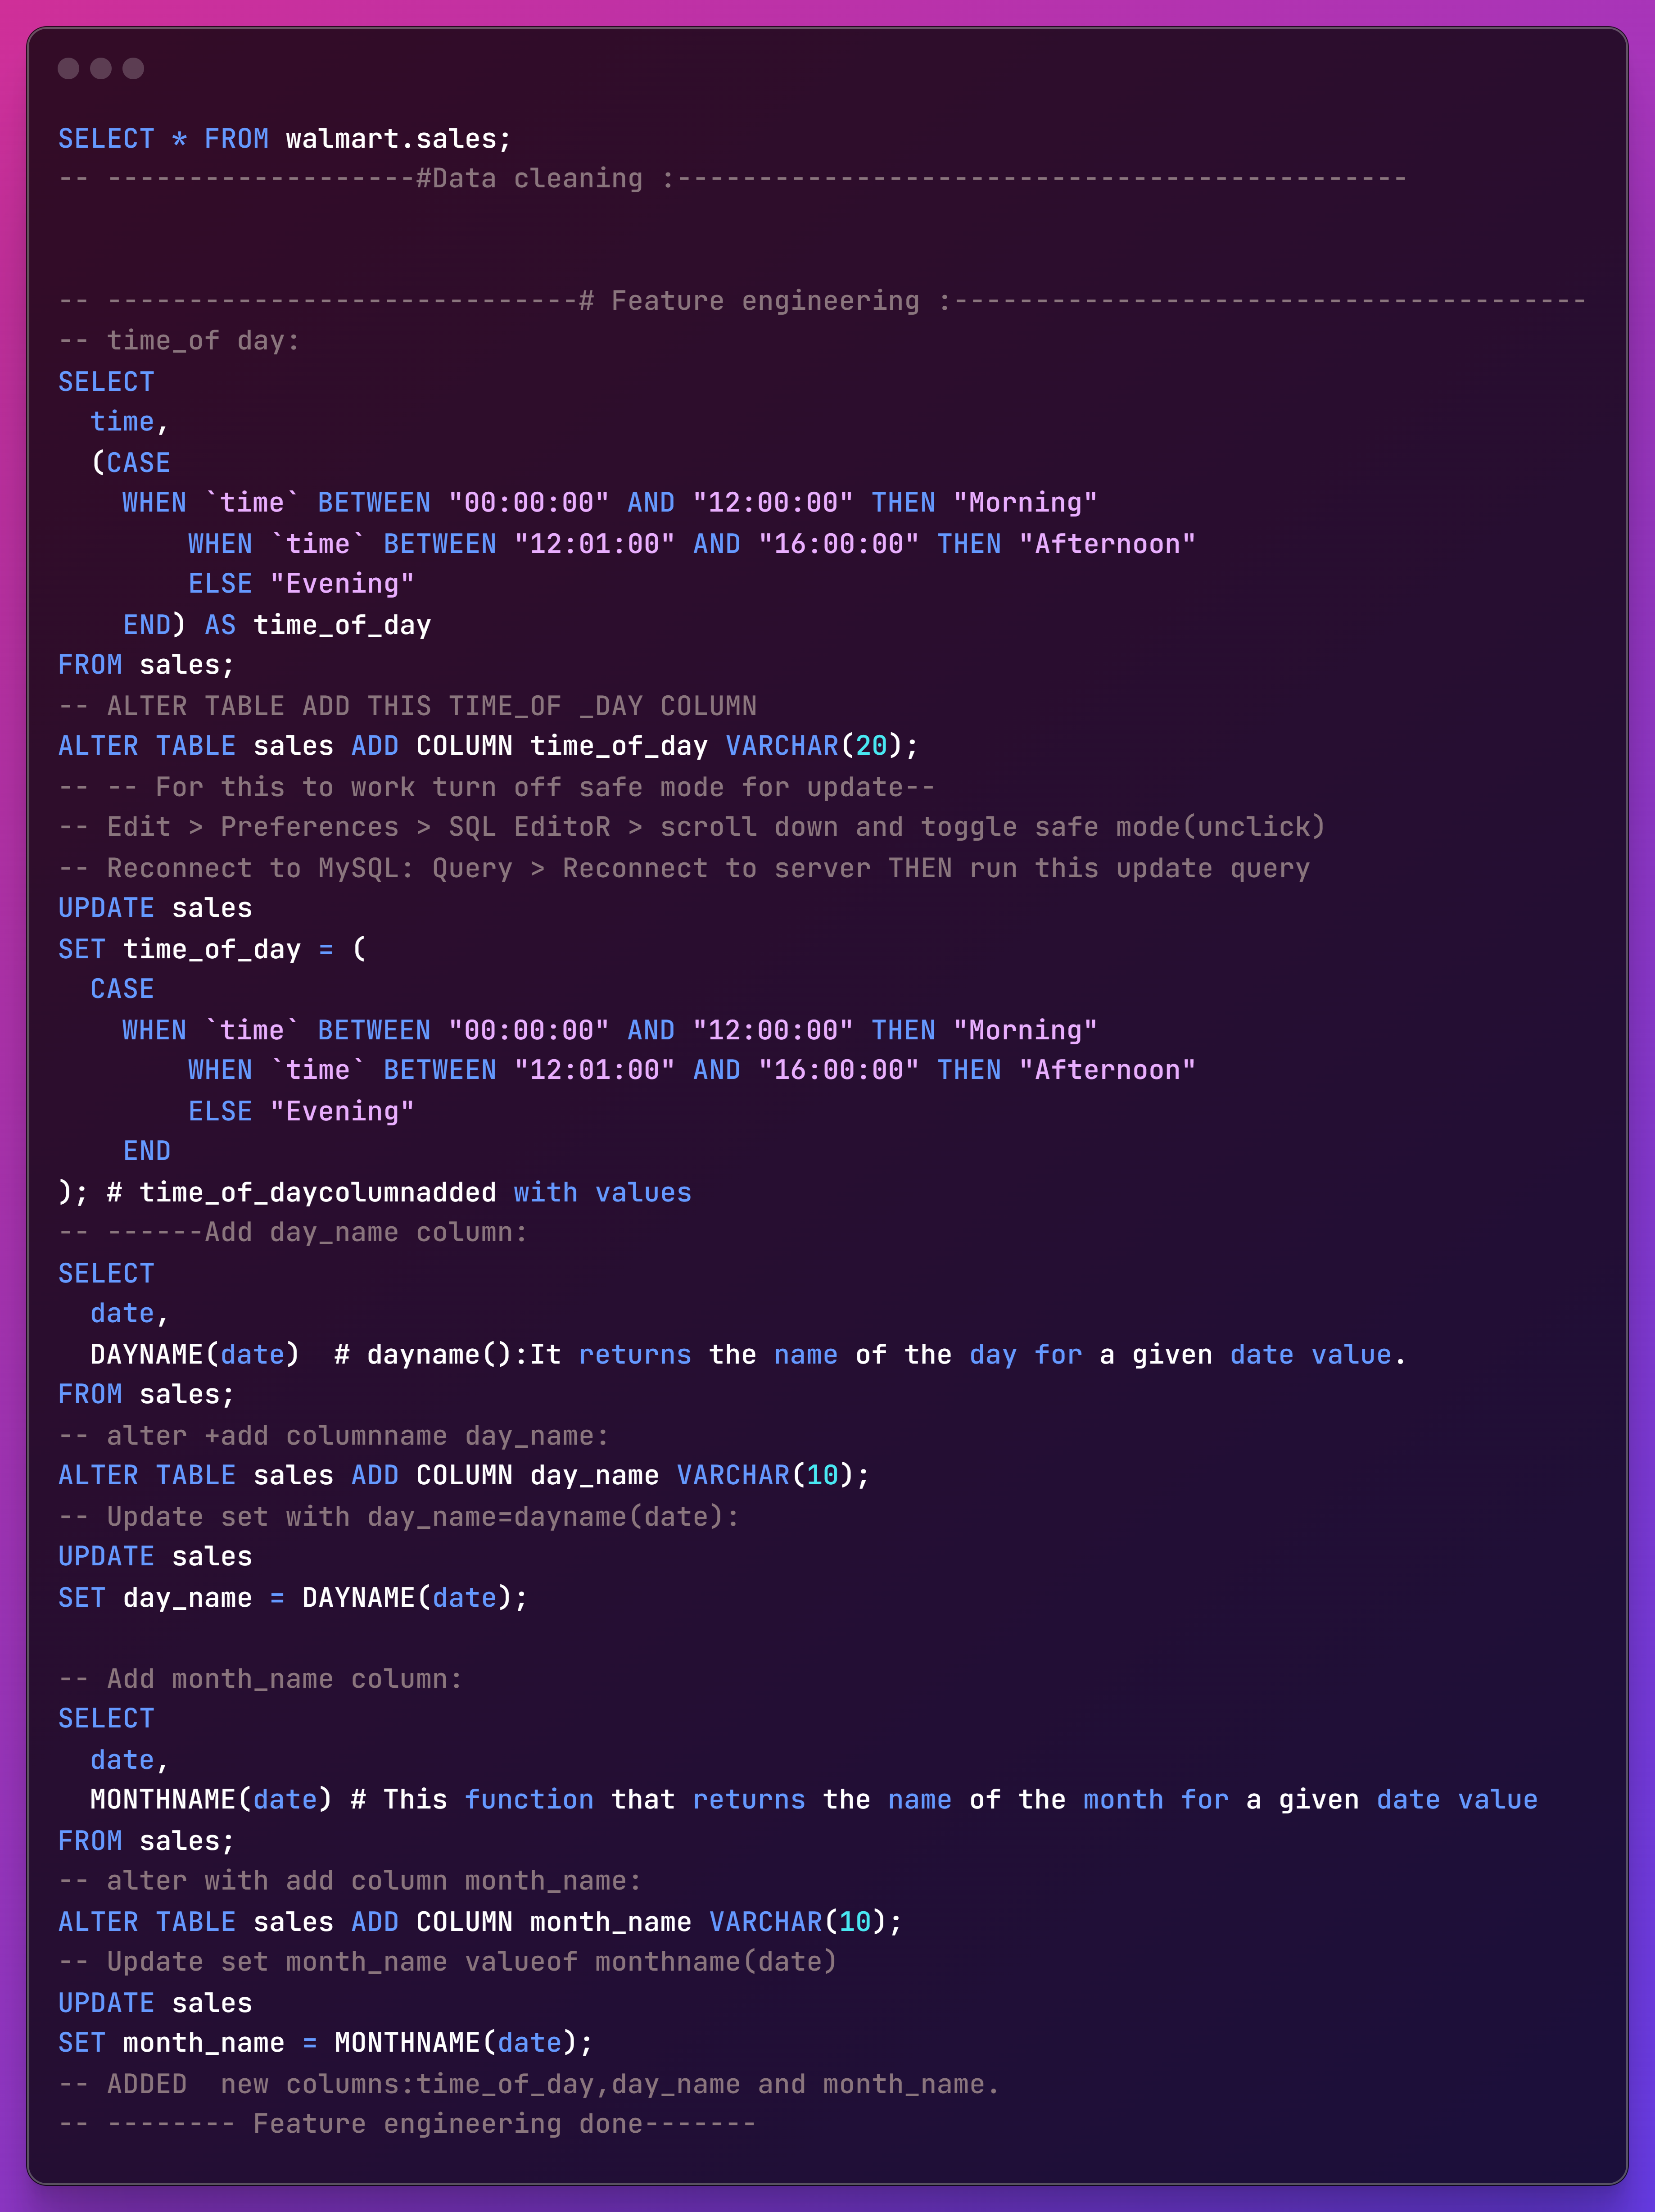 SELECT * FROM walmart.sales;
-- -------------------#Data cleaning :---------------------------------------------
-- -----------------------------# Feature engineering :---------------------------------------
-- time_of day:
SELECT
  time,
  (CASE
    WHEN `time` BETWEEN "00:00:00" AND "12:00:00" THEN "Morning"
        WHEN `time` BETWEEN "12:01:00" AND "16:00:00" THEN "Afternoon"
        ELSE "Evening"
    END) AS time_of_day
FROM sales;
-- ALTER TABLE ADD THIS TIME_OF _DAY COLUMN
ALTER TABLE sales ADD COLUMN time_of_day VARCHAR(20);
-- -- For this to work turn off safe mode for update--
-- Edit > Preferences > SQL EditoR > scroll down and toggle safe mode(unclick)
-- Reconnect to MySQL: Query > Reconnect to server THEN run this update query
UPDATE sales
SET time_of_day = (
  CASE
    WHEN `time` BETWEEN "00:00:00" AND "12:00:00" THEN "Morning"
        WHEN `time` BETWEEN "12:01:00" AND "16:00:00" THEN "Afternoon"
        ELSE "Evening"
    END
); # time_of_daycolumnadded with values
-- ------Add day_name column:
SELECT
  date,
  DAYNAME(date)  # dayname():It returns the name of the day for a given date value.
FROM sales;
-- alter +add columnname day_name:
ALTER TABLE sales ADD COLUMN day_name VARCHAR(10);
-- Update set with day_name=dayname(date):
UPDATE sales
SET day_name = DAYNAME(date);
-- Add month_name column:
SELECT
  date,
  MONTHNAME(date) # This function that returns the name of the month for a given date value
FROM sales;
-- alter with add column month_name:
ALTER TABLE sales ADD COLUMN month_name VARCHAR(10);
-- Update set month_name valueof monthname(date)
UPDATE sales
SET month_name = MONTHNAME(date);
-- ADDED  new columns:time_of_day,day_name and month_name.
-- -------- Feature engineering done-------